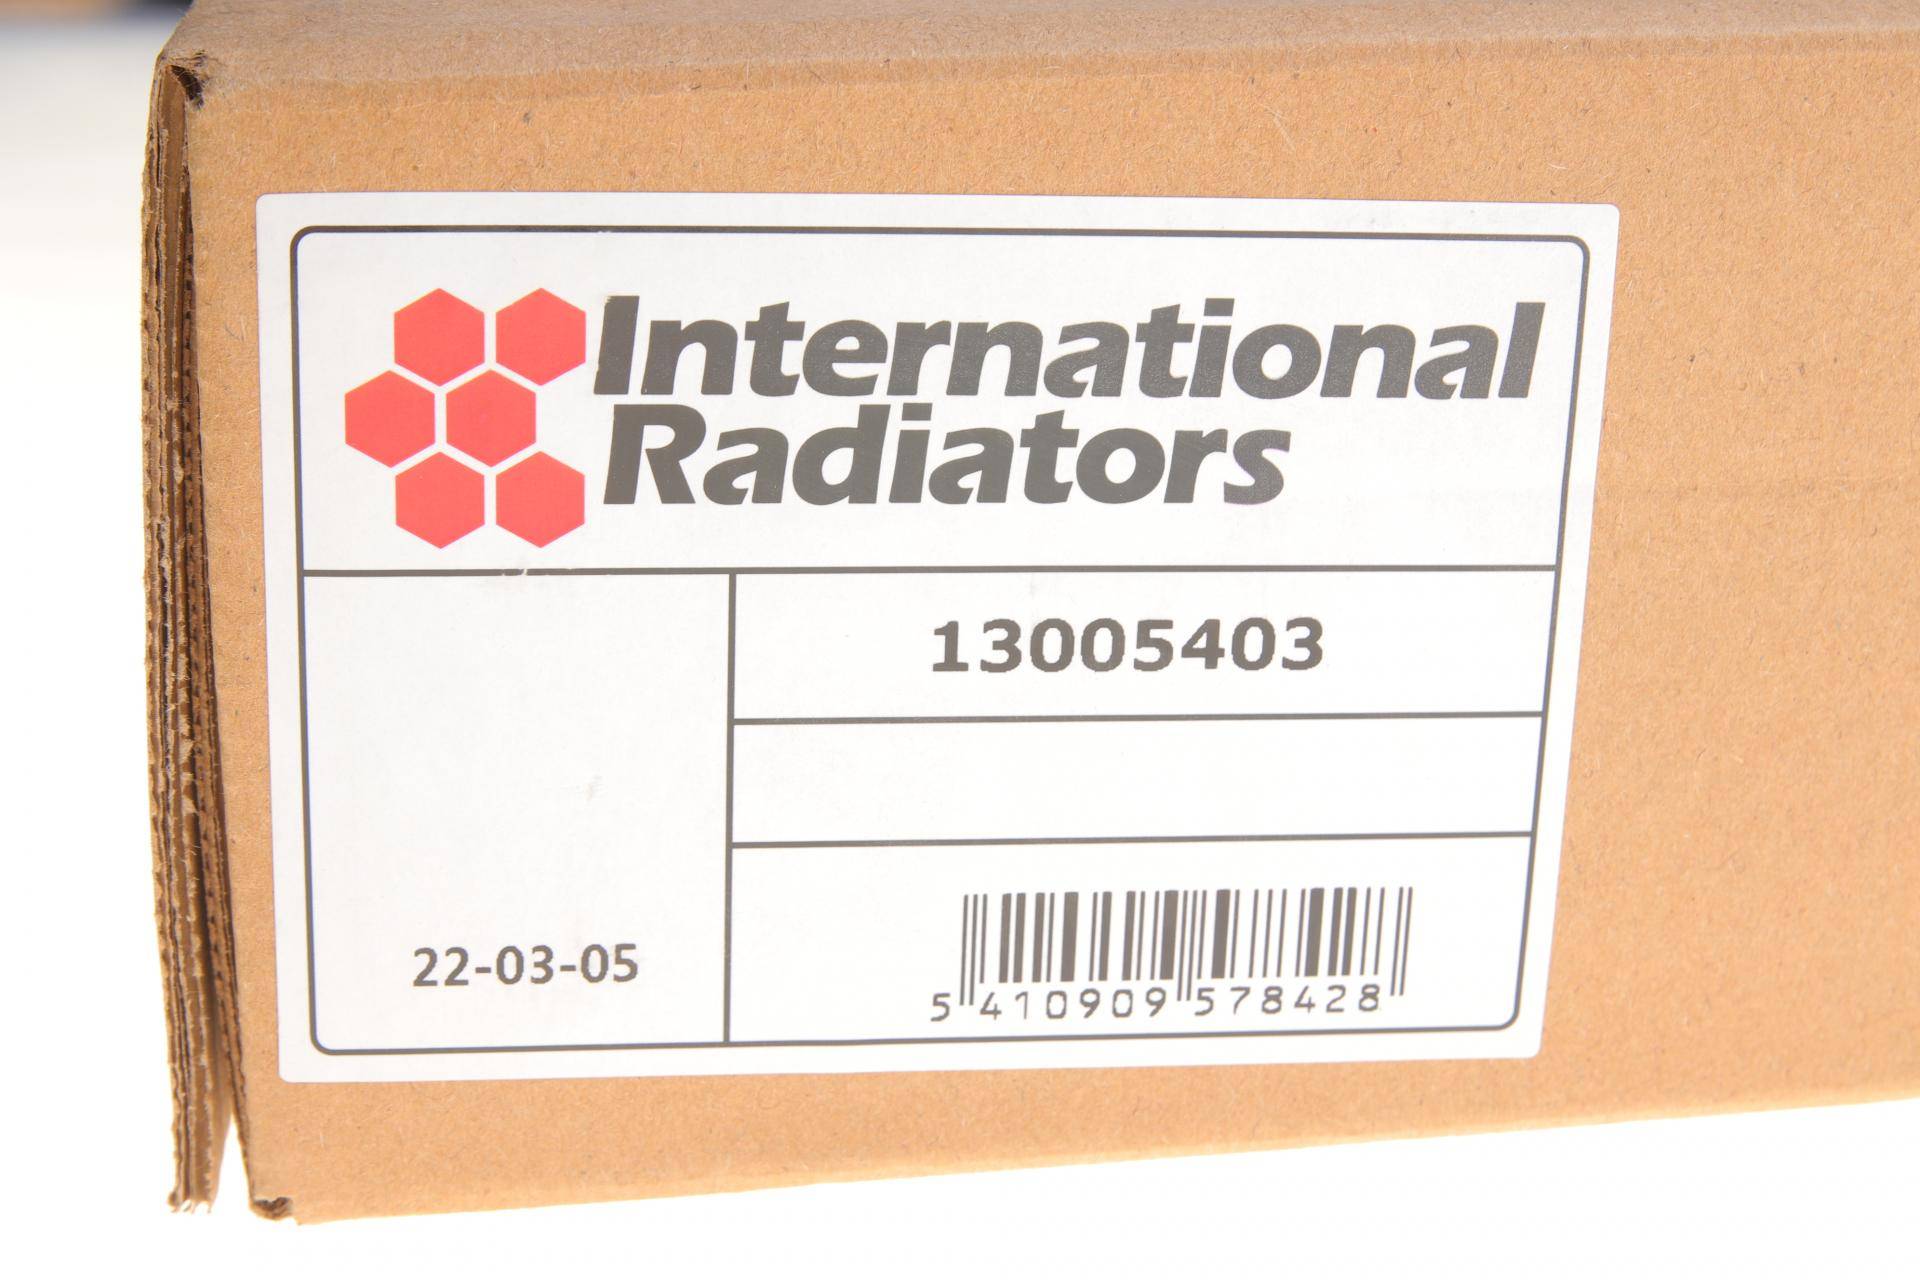 International
Radiators
13005403
22-03-05
5 410909 578428